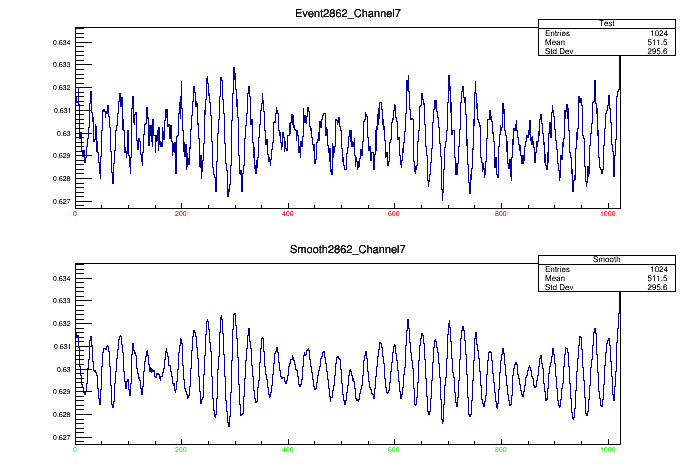 Event2862_Channel7
Test
Entries 1024
Mean 511.5
Std Dev 295.6
0.634
0.633
0.632
0.631
0.63
0.629
0.628
0.627
0 200 400 600 800 1000
Smooth2862_Channel7
Smooth
Entries 1024
Mean 511.5
Std Dev 295.6
0.634
0.633
0.632
0.631
0.63
0.629
0.628
0.627
0 200 400 600 800 1000